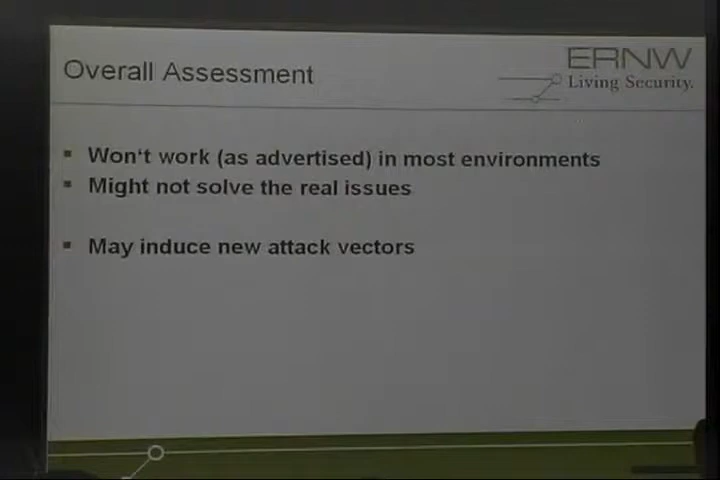 Overall Assessment
ERNW
Living Security.
▪ Won‘t work (as advertised) in most environments
▪ Might not solve the real issues
▪ May induce new attack vectors